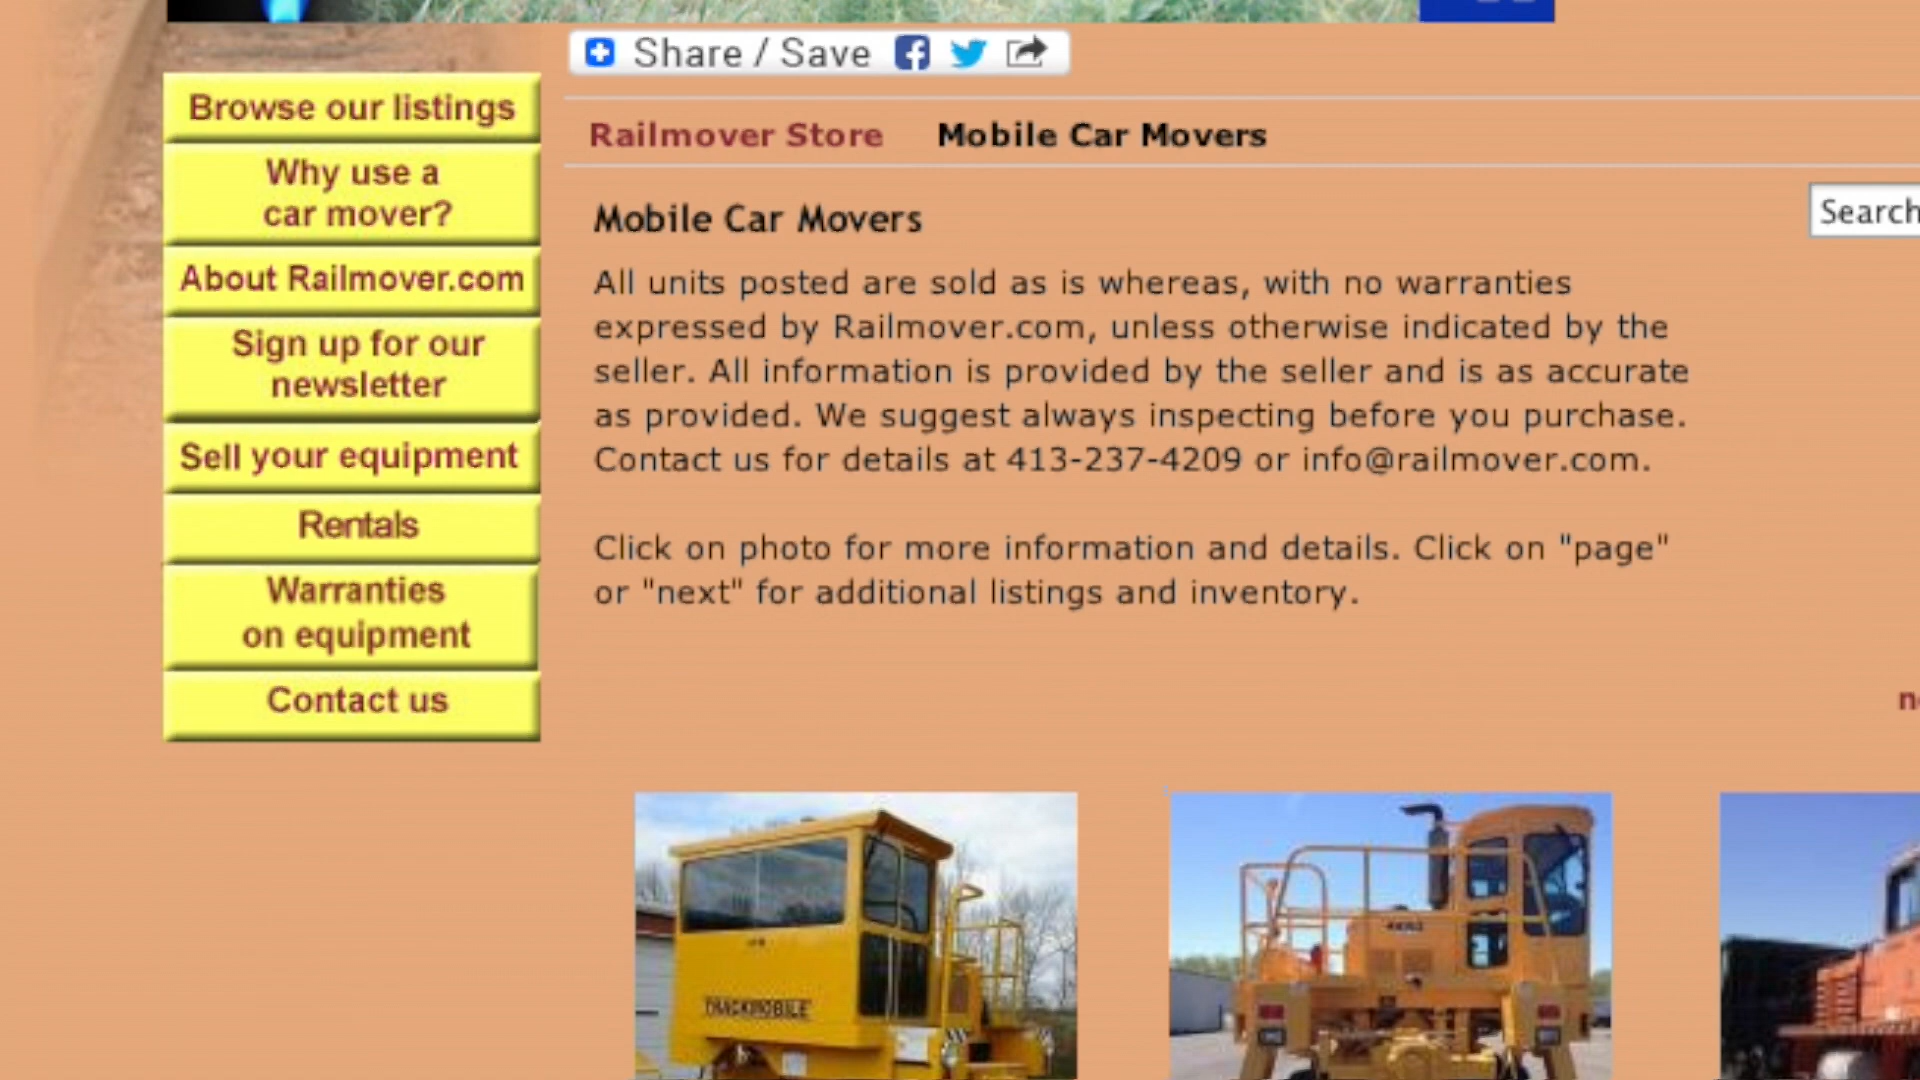 Share / Save
Browse our listings
Why use a
car mover?
About Railmover.com
Sign up for our
newsletter
Sell your equipment
Rentals
Warranties
on equipment
Contact us
Railmover Store Mobile Car Movers
Mobile Car Movers
Search
All units posted are sold as is whereas, with no warranties
expressed by Railmover.com, unless otherwise indicated by the
seller. All information is provided by the seller and is as accurate
as provided. We suggest always inspecting before you purchase.
Contact us for details at 413-237-4209 or info@railmover.com.
Click on photo for more information and details. Click on "page"
or "next" for additional listings and inventory.
TRACKMOBILE